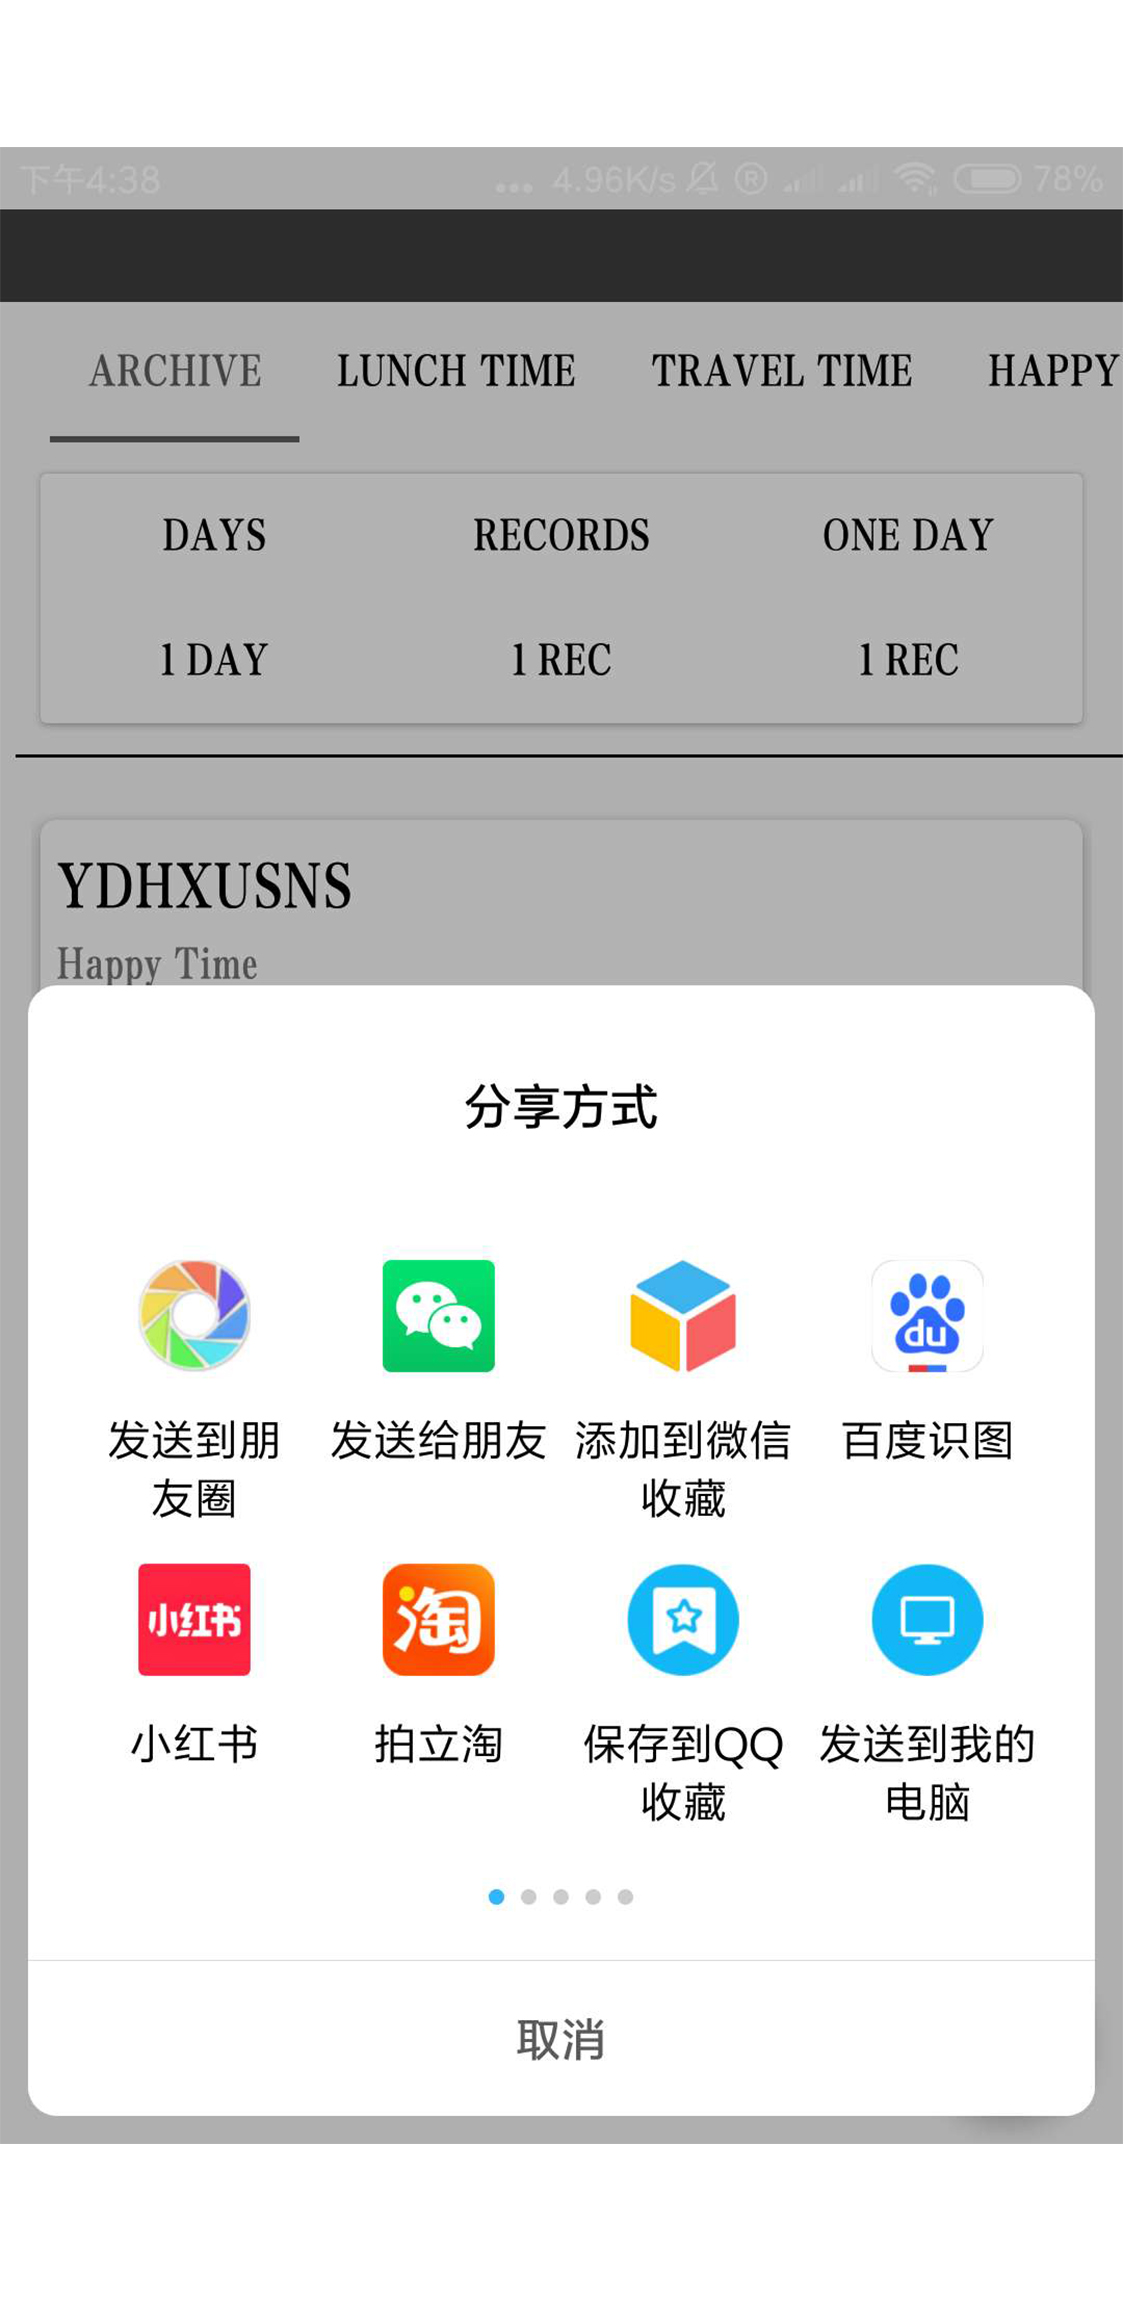 下午4:38
... 4.96K/s R 78%
ARCHIVE LUNCH TIME TRAVEL TIME HAPPY
DAYS RECORDS ONE DAY
1 DAY 1 REC 1 REC
YDHXUSNS
Happy Time
分享方式
du
发送到朋 发送给朋友 添加到微信 百度识图
友圈 收藏
小红书 淘
小红书 拍立淘 保存到QQ 发送到我的
收藏 电脑
取消